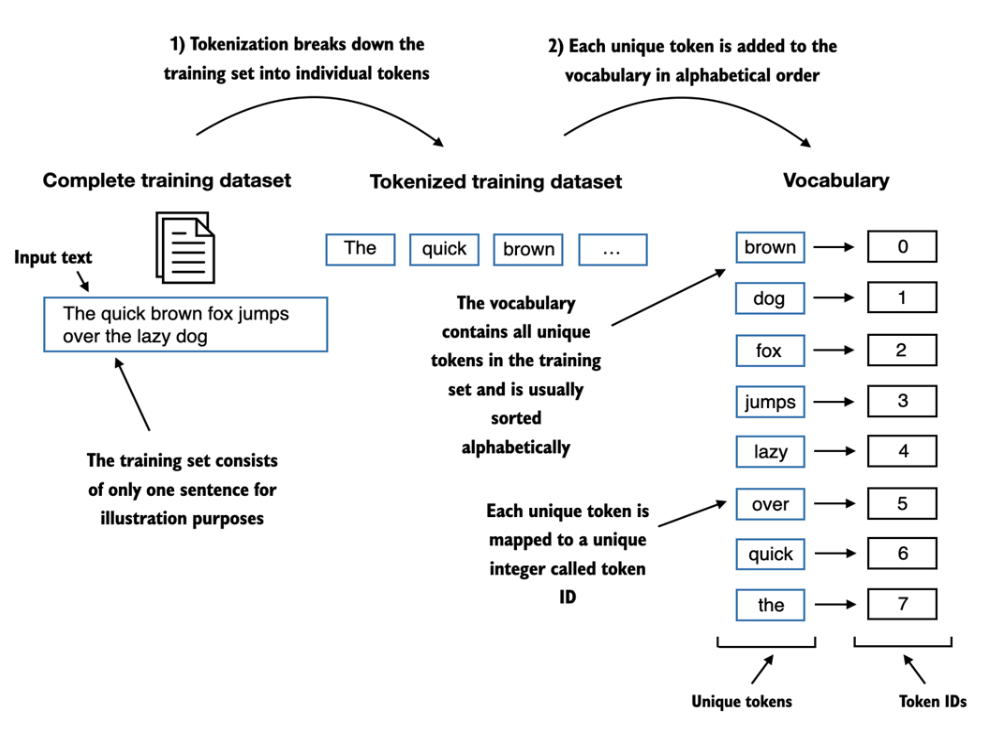 1) Tokenization breaks down the
training set into individual tokens
2) Each unique token is added to the
vocabulary in alphabetical order
Complete training dataset
Tokenized training dataset
Vocabulary
Input text
The quick brown fox jumps
over the lazy dog
The training set consists
of only one sentence for
illustration purposes
The
quick
brown
...
The vocabulary
contains all unique
tokens in the training
set and is usually
sorted
alphabetically
Each unique token is
mapped to a unique
integer called token
ID
brown 0
dog 1
fox 2
jumps 3
lazy 4
over 5
quick 6
the 7
Unique tokens
Token IDs